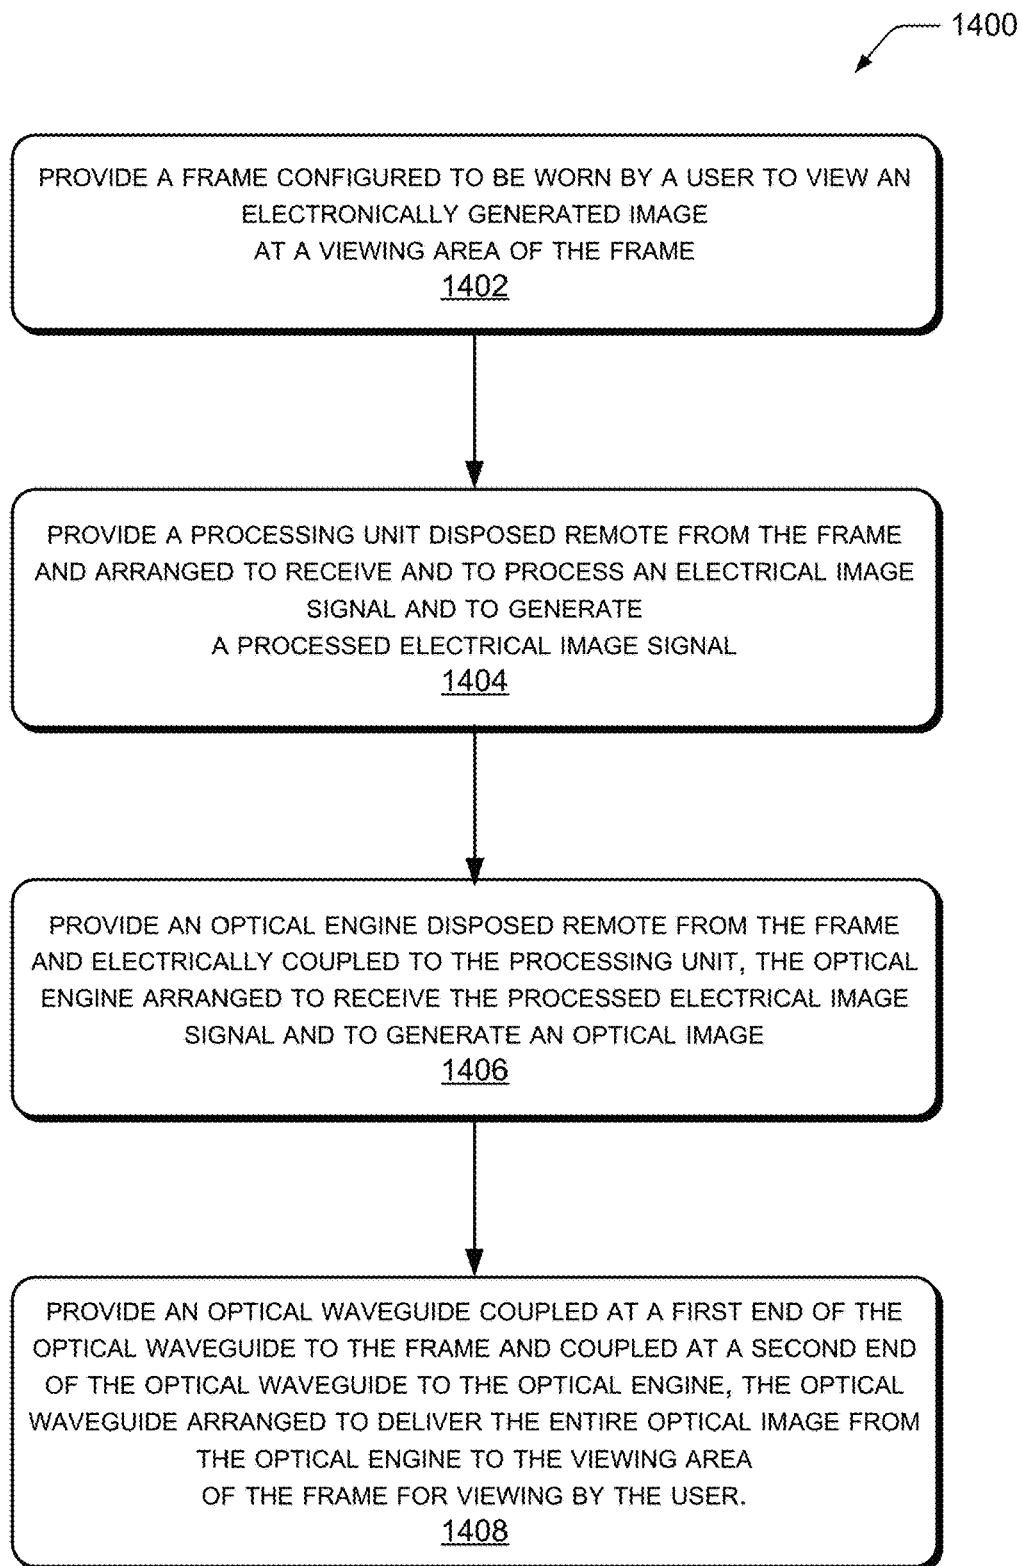 1400
PROVIDE A FRAME CONFIGURED TO BE WORN BY A USER TO VIEW AN
ELECTRONICALLY GENERATED IMAGE
AT A VIEWING AREA OF THE FRAME
1402
PROVIDE A PROCESSING UNIT DISPOSED REMOTE FROM THE FRAME
AND ARRANGED TO RECEIVE AND TO PROCESS AN ELECTRICAL IMAGE
SIGNAL AND TO GENERATE
A PROCESSED ELECTRICAL IMAGE SIGNAL
1404
PROVIDE AN OPTICAL ENGINE DISPOSED REMOTE FROM THE FRAME
AND ELECTRICALLY COUPLED TO THE PROCESSING UNIT, THE OPTICAL
ENGINE ARRANGED TO RECEIVE THE PROCESSED ELECTRICAL IMAGE
SIGNAL AND TO GENERATE AN OPTICAL IMAGE
1406
PROVIDE AN OPTICAL WAVEGUIDE COUPLED AT A FIRST END OF THE
OPTICAL WAVEGUIDE TO THE FRAME AND COUPLED AT A SECOND END
OF THE OPTICAL WAVEGUIDE TO THE OPTICAL ENGINE, THE OPTICAL
WAVEGUIDE ARRANGED TO DELIVER THE ENTIRE OPTICAL IMAGE FROM
THE OPTICAL ENGINE TO THE VIEWING AREA
OF THE FRAME FOR VIEWING BY THE USER.
1408